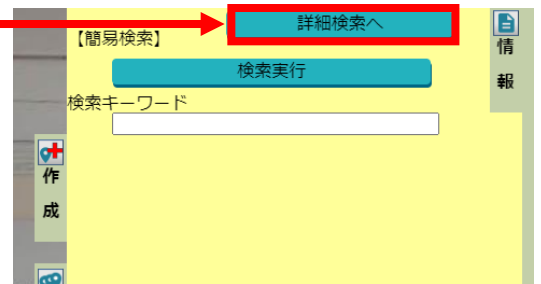 詳細検索へ
【簡易検索】
検索実行
検索キーワード
情報
作成